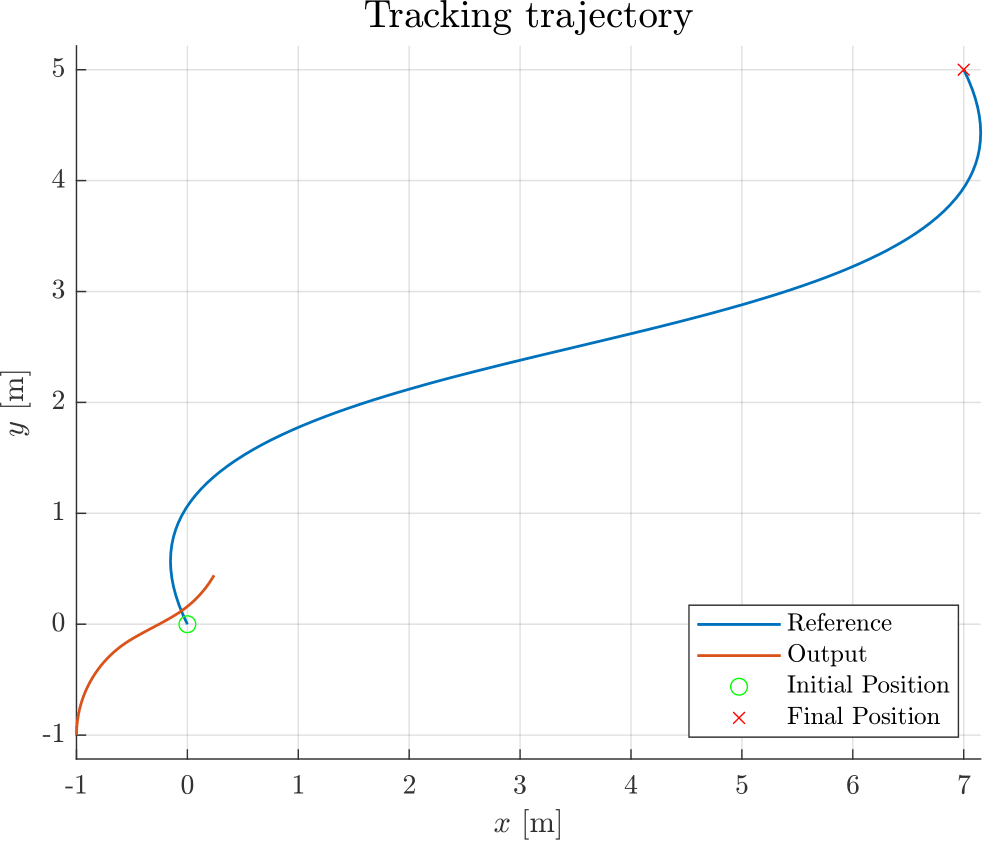 Tracking trajectory
5
4
3
2
1
0
-1
y [m]
-1 0 1 2 3 4 5 6 7
x [m]
Reference
Output
Initial Position
Final Position